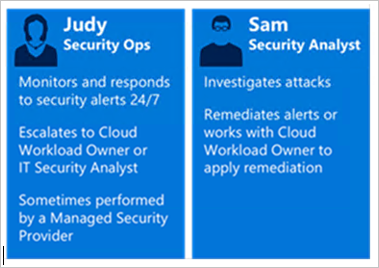 Judy
Security Ops
Monitors and responds
to security alerts 24/7
Escalates to Cloud
Workload Owner or
IT Security Analyst
Sometimes performed
by a Managed Security
Provider
Sam
Security Analyst
Investigates attacks
Remediates alerts or
works with Cloud
Workload Owner to
apply remediation